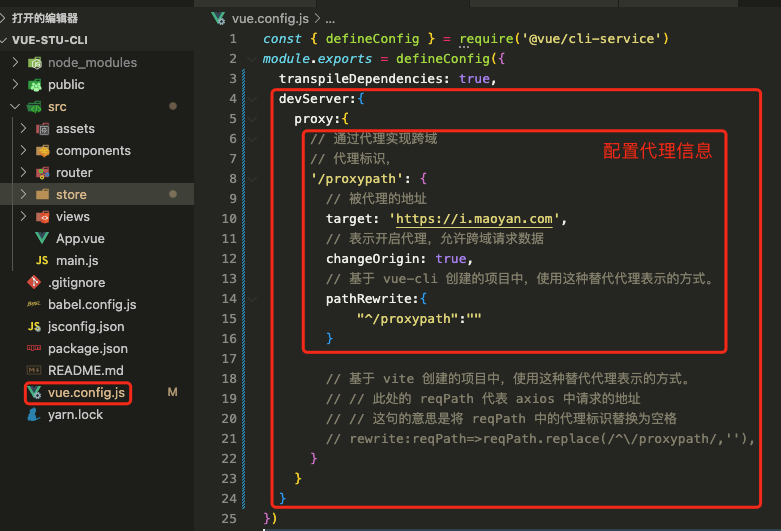 打开的编辑器
VUE-STU-CLI
node_modules
public
src
assets
components
router
store
views
App.vue
JS main.js
.gitignore
babel.config.js
JS jsconfig.json
package.json
README.md
vue.config.js M
yarn.lock
vue.config.js > ...
1 const { defineConfig } = require('@vue/cli-service')
2 module.exports = defineConfig({
3 transpileDependencies: true,
4 devServer:{
5 proxy:{
6 // 通过代理实现跨域
7 // 代理标识,
配置代理信息
8 '/proxypath': {
9 // 被代理的地址
10 target: 'https://i.maoyan.com',
11 // 表示开启代理, 允许跨域请求数据
12 changeOrigin: true,
13 // 基于 vue-cli 创建的项目中, 使用这种替代代理表示的方式。
14 pathRewrite:{
15 "^/proxypath":""
16 }
17
18 // 基于 vite 创建的项目中, 使用这种替代代理表示的方式。
19 // // 此处的 reqPath 代表 axios 中请求的地址
20 // // 这句的意思是将 reqPath 中的代理标识替换为空格
21 // rewrite:reqPath=>reqPath.replace(/^\/proxypath/,''),
22 }
23 }
24 }
25 })